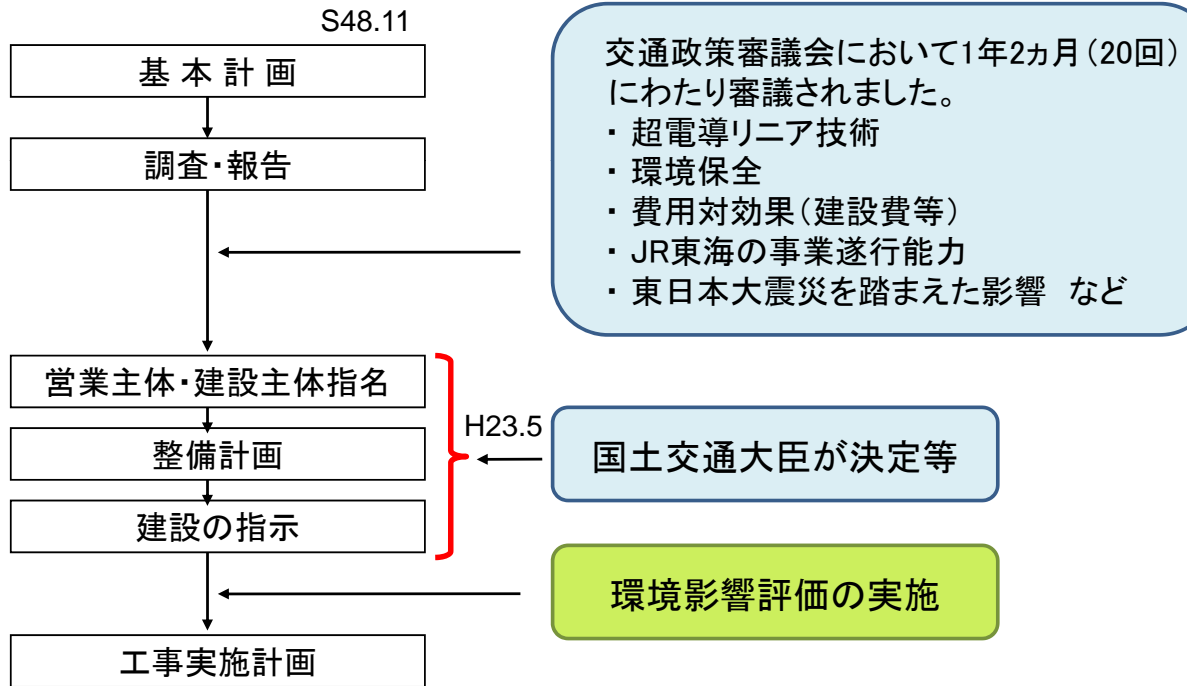 S48.11
基 本 計 画
調査・報告
交通政策審議会において1年2ヵ月（20回）
にわたり審議されました。
・ 超電導リニア技術
・ 環境保全
・ 費用対効果（建設費等）
・ JR東海の事業遂行能力
・ 東日本大震災を踏まえた影響　など
営業主体・建設主体指名
整備計画
建設の指示
H23.5
国土交通大臣が決定等
環境影響評価の実施
工事実施計画